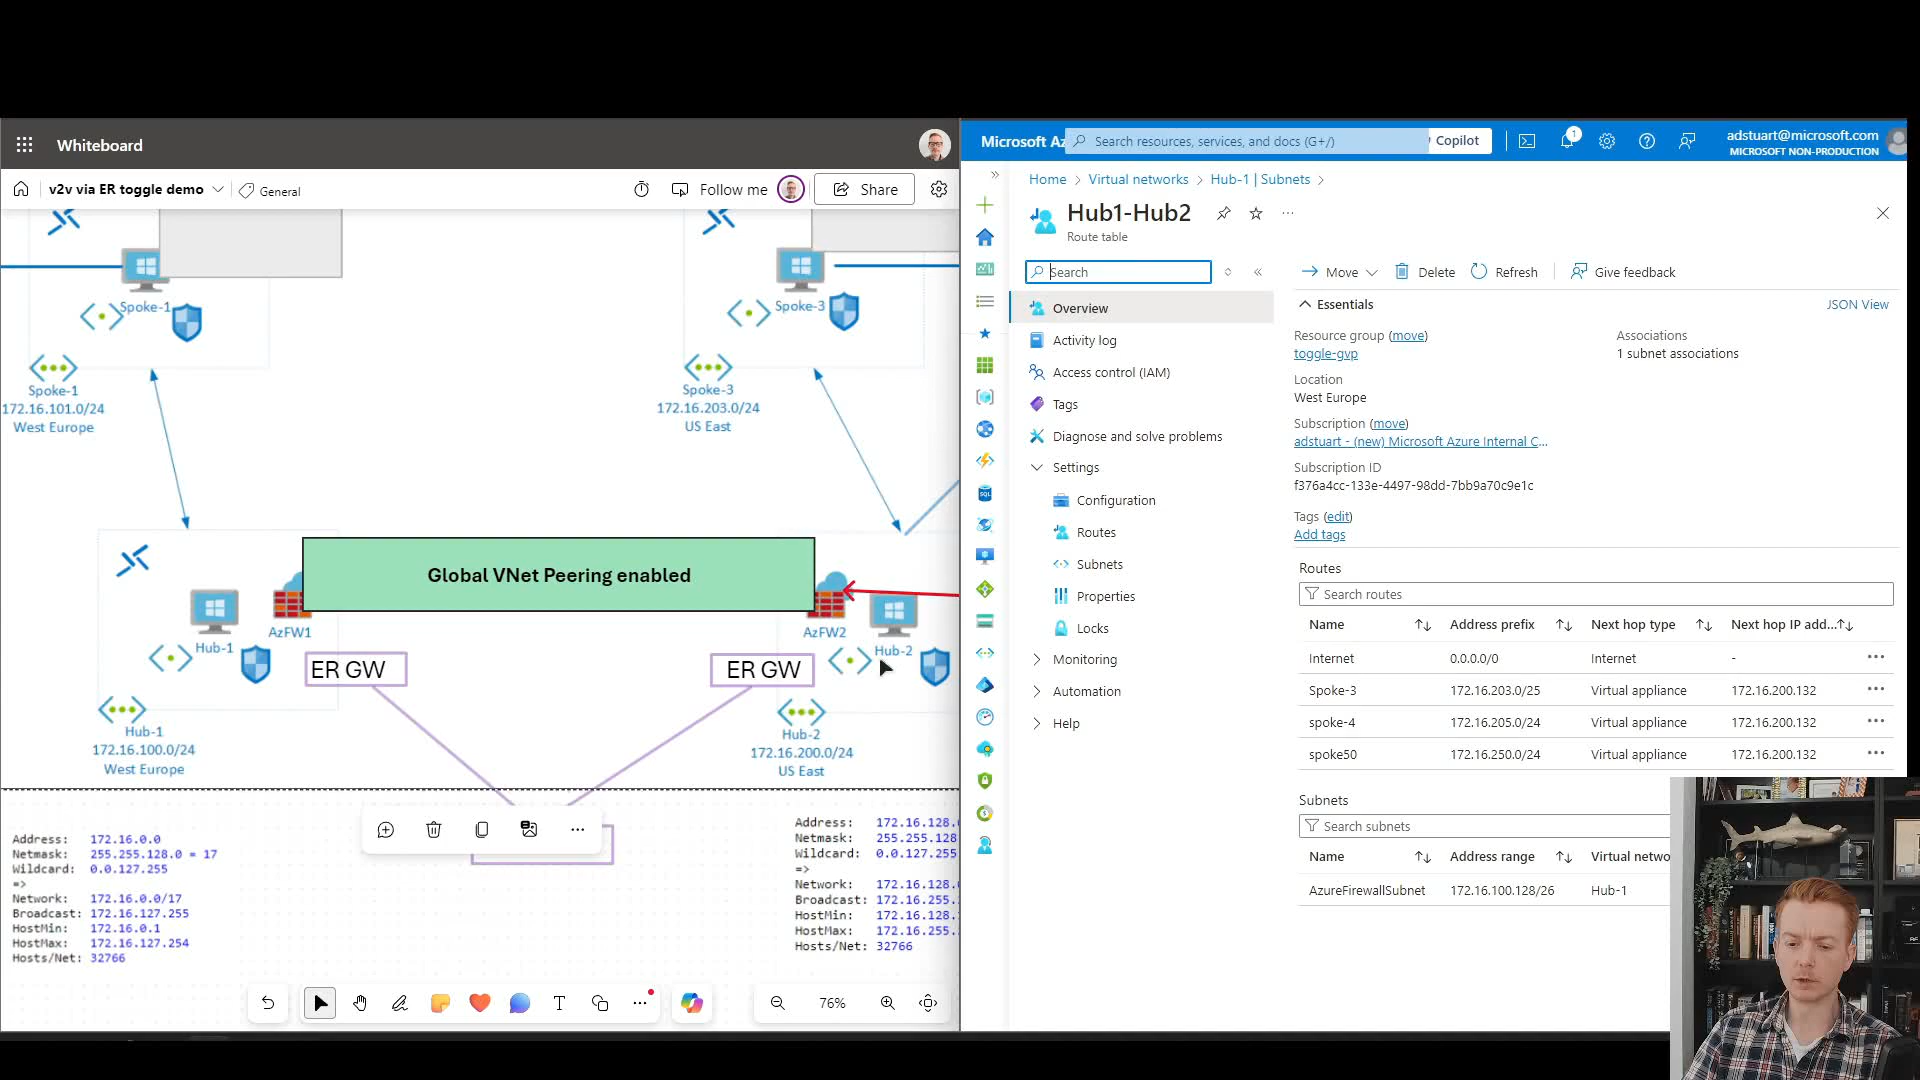 Whiteboard
v2v via ER toggle demo
General
Follow me
Share
Spoke-1
Spoke-3
Spoke-1
172.16.101.0/24
West Europe
Spoke-3
172.16.203.0/24
US East
Global VNet Peering enabled
Hub-1
AzFW1
AzFW2
Hub-2
ER GW
ER GW
Hub-1
172.16.100.0/24
West Europe
Hub-2
172.16.200.0/24
US East
Address: 172.16.0.0
Netmask: 255.255.128.0 = 17
Wildcard: 0.0.127.255
=>
Network: 172.16.0.0/17
Broadcast: 172.16.127.255
HostMin: 172.16.0.1
HostMax: 172.16.127.254
Hosts/Net: 32766
Address: 172.16.128.
Netmask: 255.255.128
Wildcard: 0.0.127.255
=>
Network: 172.16.128.
Broadcast: 172.16.255.
HostMin: 172.16.128.
HostMax: 172.16.255.
Hosts/Net: 32766
76%
Microsoft Az
Search resources, services, and docs (G+/)
Copilot
1
adstuart@microsoft.com
MICROSOFT NON-PRODUCTION
Home > Virtual networks > Hub-1 | Subnets >
Hub1-Hub2
Route table
Search
Move
Delete
Refresh
Give feedback
Overview
Activity log
Access control (IAM)
Tags
Diagnose and solve problems
Settings
Configuration
Routes
Subnets
Properties
Locks
Monitoring
Automation
Help
Essentials
JSON View
Resource group (move)
toggle-gvp
Location
West Europe
Subscription (move)
adstuart - (new) Microsoft Azure Internal C...
Subscription ID
f376a4cc-133e-4497-98dd-7bb9a70c9e1c
Tags (edit)
Add tags
Associations
1 subnet associations
Routes
Search routes
Name Address prefix Next hop type Next hop IP add...
Internet 0.0.0.0/0 Internet -
Spoke-3 172.16.203.0/25 Virtual appliance 172.16.200.132
spoke-4 172.16.205.0/24 Virtual appliance 172.16.200.132
spoke50 172.16.250.0/24 Virtual appliance 172.16.200.132
Subnets
Search subnets
Name Address range Virtual netwo
AzureFirewallSubnet 172.16.100.128/26 Hub-1